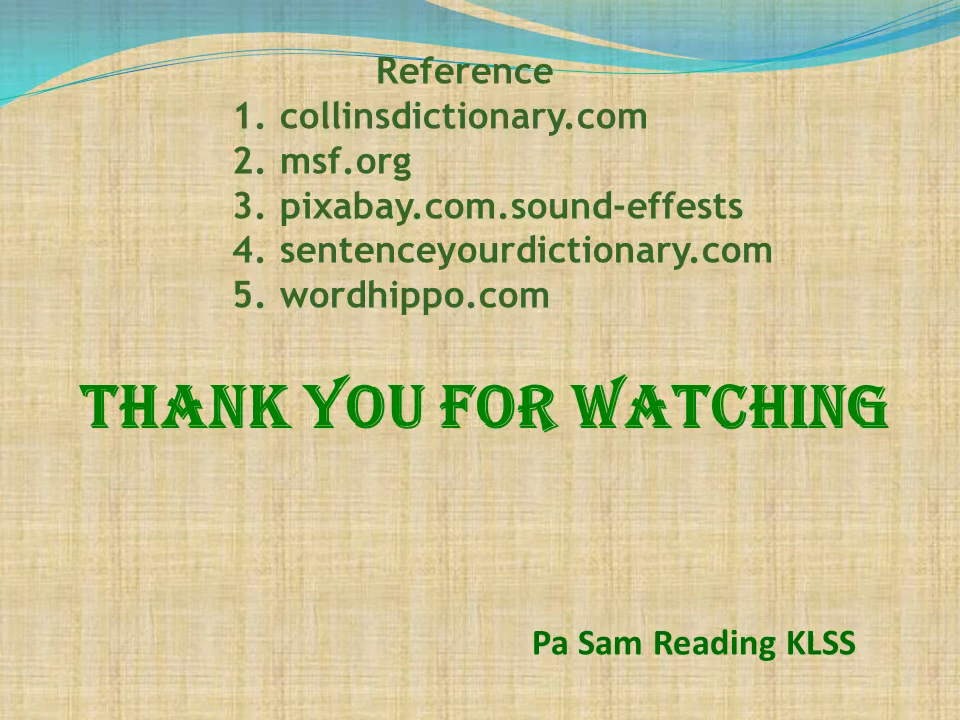 Reference
1. collinsdictionary.com
2. msf.org
3. pixabay.com.sound-effests
4. sentenceyourdictionary.com
5. wordhippo.com
THANK YOU FOR WATCHING
Pa Sam Reading KLSS